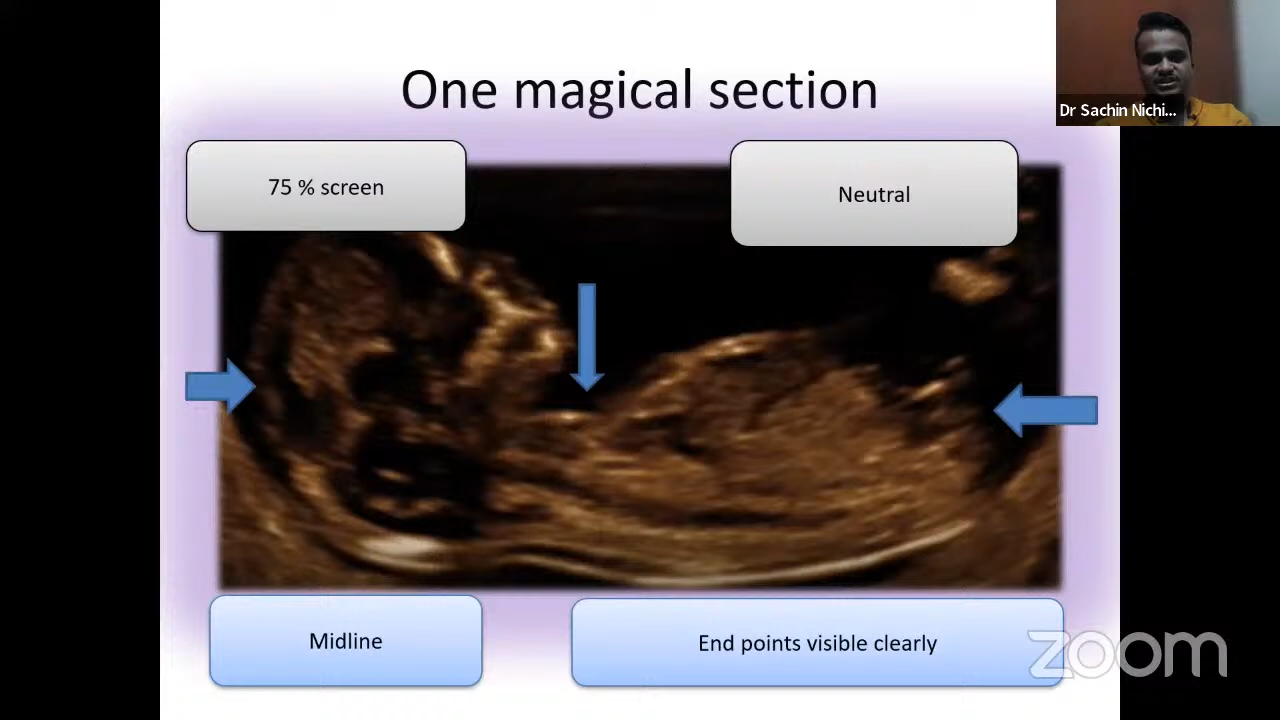 One magical section
Dr Sachin Nichi...
75 % screen
Neutral
Midline
End points visible clearly
zoom